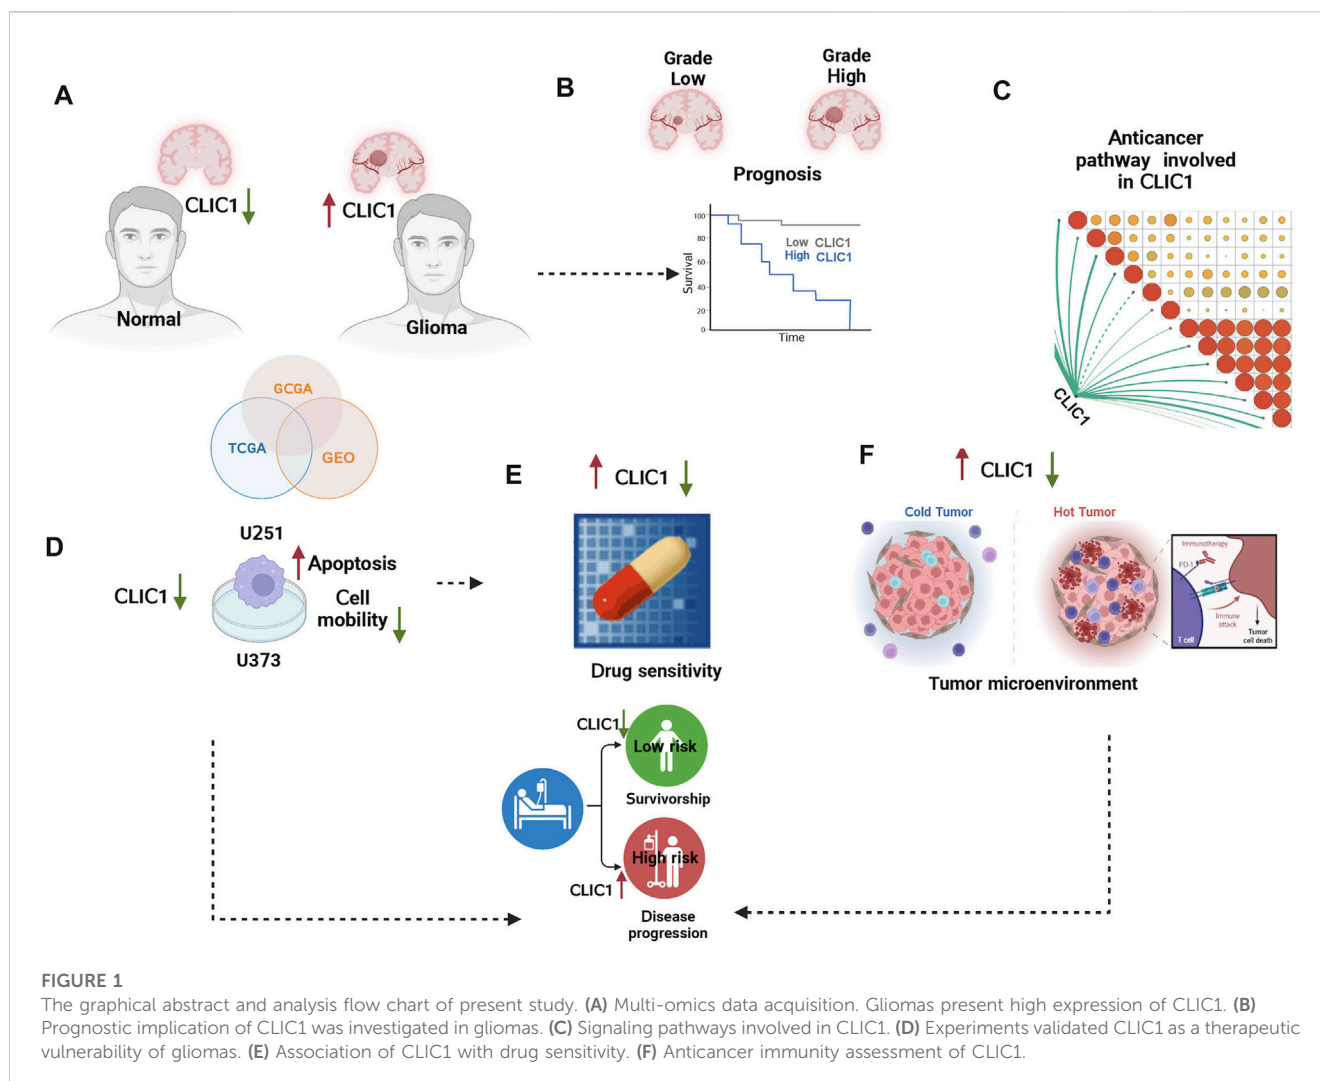 A
CLIC1
CLIC1
Normal
Glioma
GCGA
TCGA
GEO
B
Grade
Low
Grade
High
Prognosis
100
80
60
40
20
0
Survival
Low CLIC1
High CLIC1
Time
C
Anticancer
pathway involved
in CLIC1
CLIC1
D
U251
CLIC1
Apoptosis
Cell
mobility
U373
E
CLIC1
Drug sensitivity
CLIC1
Low risk
Survivorship
High risk
CLIC1
Disease
progression
F
CLIC1
Cold Tumor
Hot Tumor
Immunotherapy
PD-1
Immune
attack
T cell
Tumor
cell death
Tumor microenvironment
FIGURE 1
The graphical abstract and analysis flow chart of present study. (A) Multi-omics data acquisition. Gliomas present high expression of CLIC1. (B)
Prognostic implication of CLIC1 was investigated in gliomas. (C) Signaling pathways involved in CLIC1. (D) Experiments validated CLIC1 as a therapeutic
vulnerability of gliomas. (E) Association of CLIC1 with drug sensitivity. (F) Anticancer immunity assessment of CLIC1.